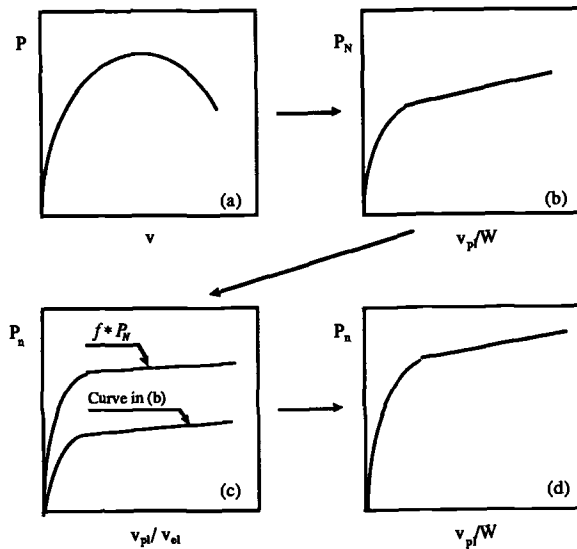 P
(a)
v
P_N
(b)
v_pl/W
P_n
f * P_N
Curve in (b)
(c)
v_pl / v_el
P_n
(d)
v_pl/W